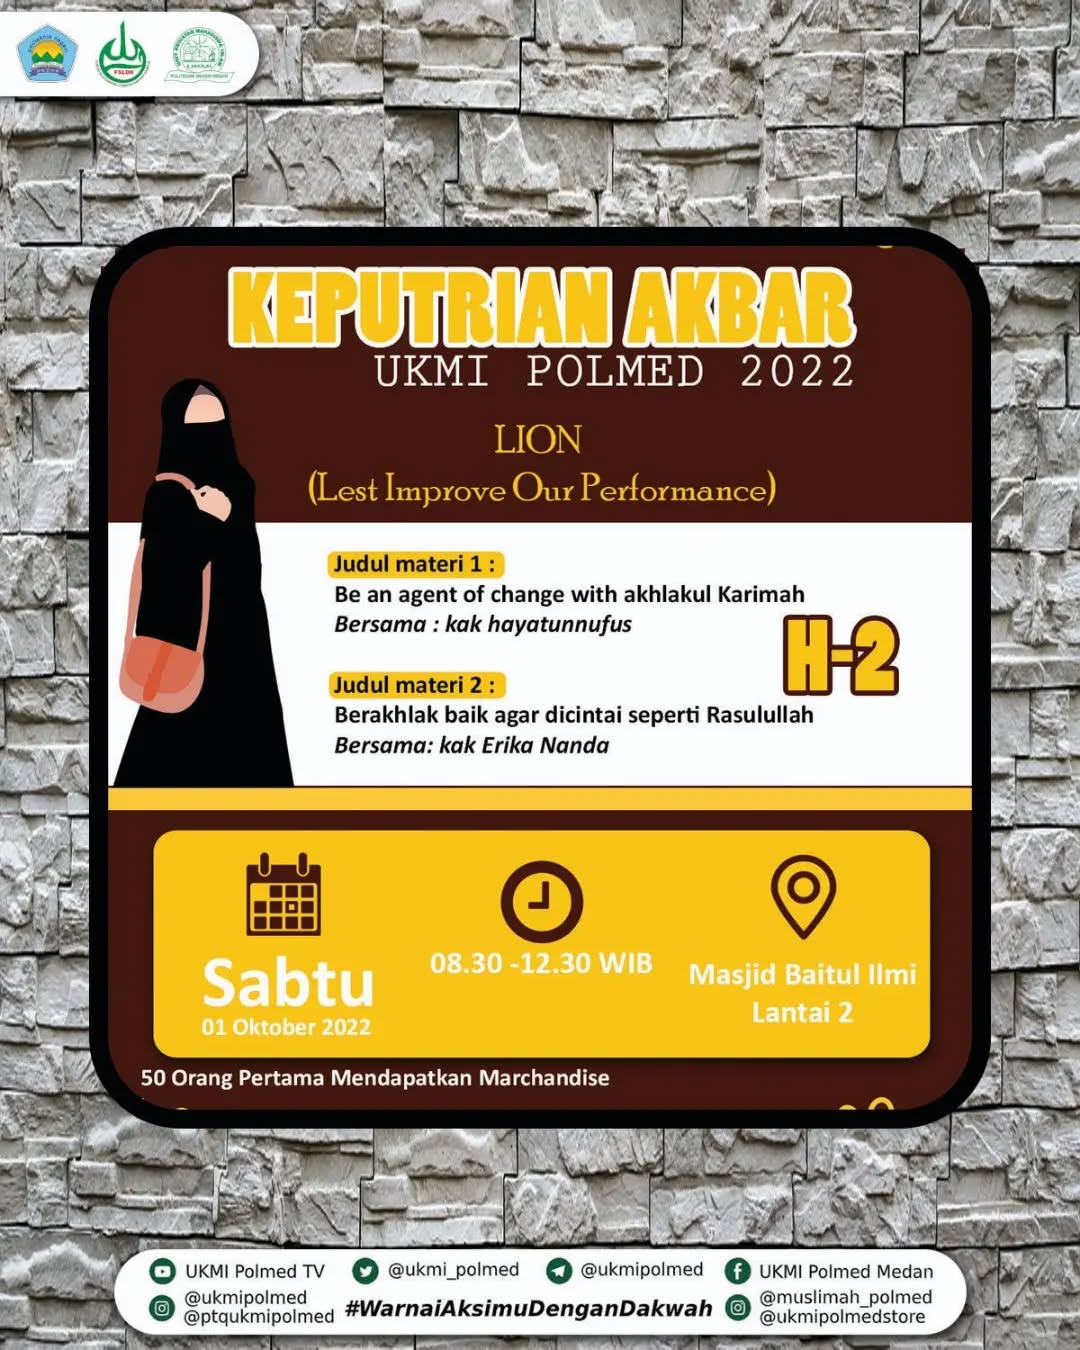 FSLDK
KEPUTRIAN AKBAR
UKMI POLMED 2022
LION
(Lest Improve Our Performance)
Judul materi 1 :
Be an agent of change with akhlakul Karimah
Bersama : kak hayatunnufus
H-2
Judul materi 2 :
Berakhlak baik agar dicintai seperti Rasulullah
Bersama: kak Erika Nanda
Sabtu
01 Oktober 2022
08.30 -12.30 WIB
Masjid Baitul Ilmi
Lantai 2
50 Orang Pertama Mendapatkan Marchandise
UKMI Polmed TV
@ukmi_polmed
@ukmipolmed
UKMI Polmed Medan
@ukmipolmed
@ptqukmipolmed
#WarnaiAksimuDenganDakwah
@muslimah_polmed
@ukmipolmedstore